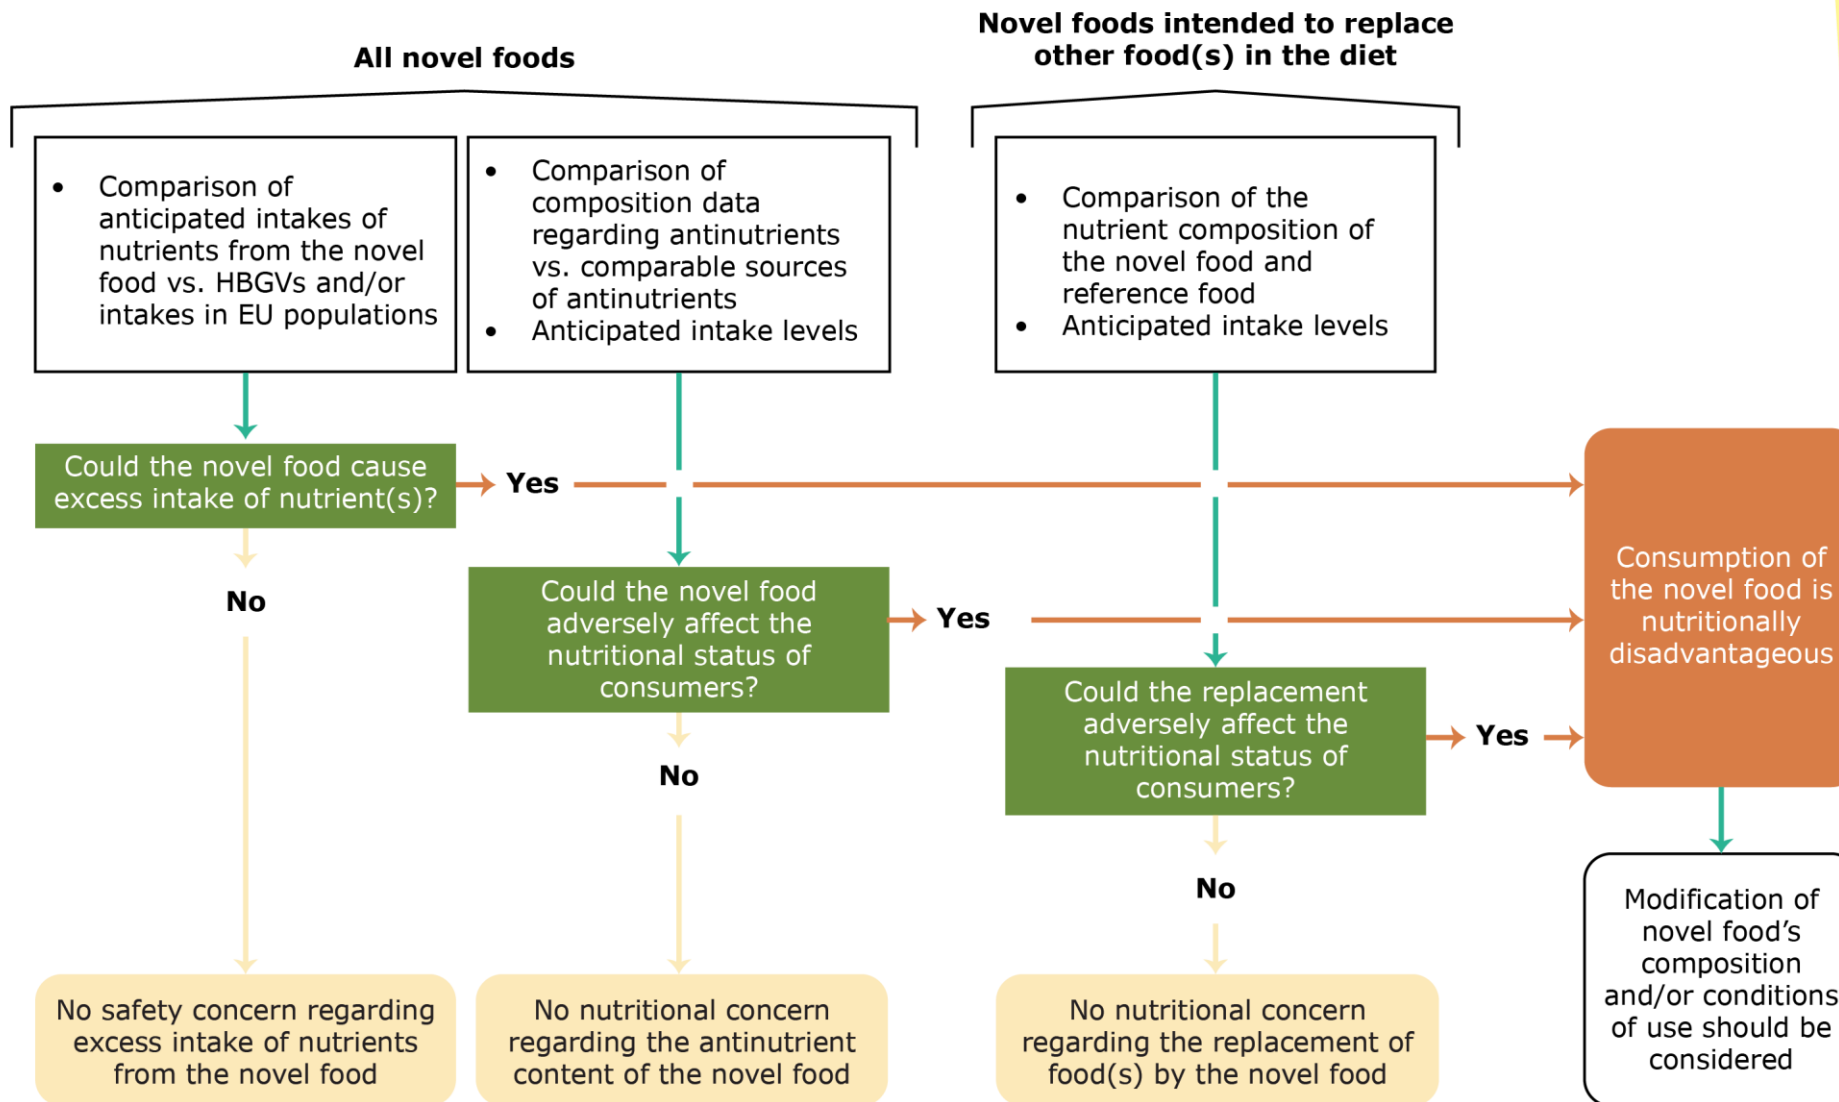 All novel foods
Novel foods intended to replace
other food(s) in the diet
• Comparison of
anticipated intakes of
nutrients from the novel
food vs. HBGVs and/or
intakes in EU populations
• Comparison of
composition data
regarding antinutrients
vs. comparable sources
of antinutrients
• Anticipated intake levels
• Comparison of the
nutrient composition of
the novel food and
reference food
• Anticipated intake levels
Could the novel food cause
excess intake of nutrient(s)?
Yes
No
Could the novel food
adversely affect the
nutritional status of
consumers?
Yes
No
Could the replacement
adversely affect the
nutritional status of
consumers?
Yes
No
Consumption of
the novel food is
nutritionally
disadvantageous
Modification of
novel food's
composition
and/or conditions
of use should be
considered
No safety concern regarding
excess intake of nutrients
from the novel food
No nutritional concern
regarding the antinutrient
content of the novel food
No nutritional concern
regarding the replacement of
food(s) by the novel food